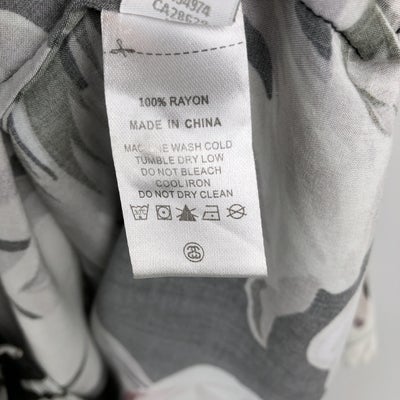 100% RAYON
MADE IN CHINA
MACHINE WASH COLD
TUMBLE DRY LOW
DO NOT BLEACH
COOL IRON
DO NOT DRY CLEAN